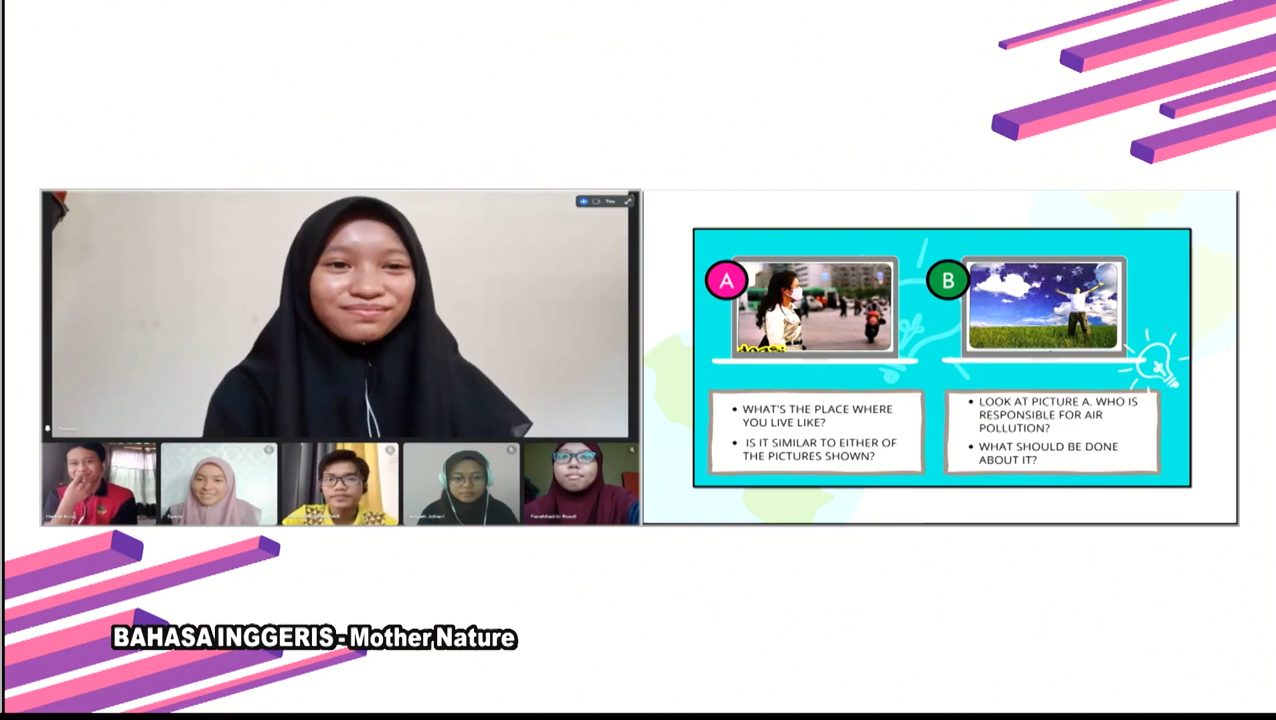 You
A
B
WHAT'S THE PLACE WHERE
YOU LIVE LIKE?
IS IT SIMILAR TO EITHER OF
THE PICTURES SHOWN?
LOOK AT PICTURE A. WHO IS
RESPONSIBLE FOR AIR
POLLUTION?
WHAT SHOULD BE DONE
ABOUT IT?
BAHASA INGGERIS - Mother Nature